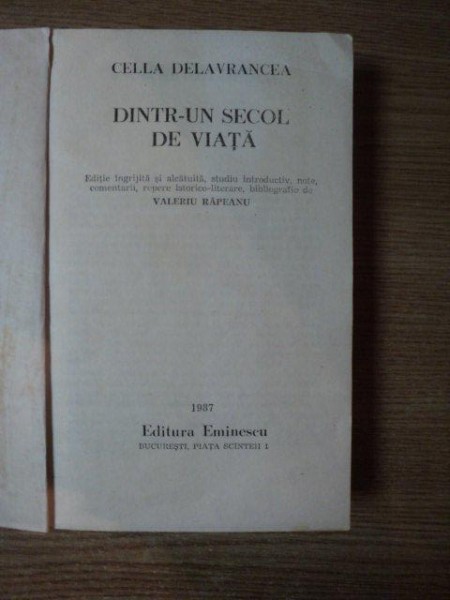 CELLA DELAVRANCEA
DINTR-UN SECOL
DE VIAȚĂ
Ediție îngrijită și alcătuită, studiu introductiv, note,
comentarii, repere istorico-literare, bibliografie de
VALERIU RÂPEANU
1987
Editura Eminescu
BUCUREȘTI, PIAȚA SCÎNTEII 1